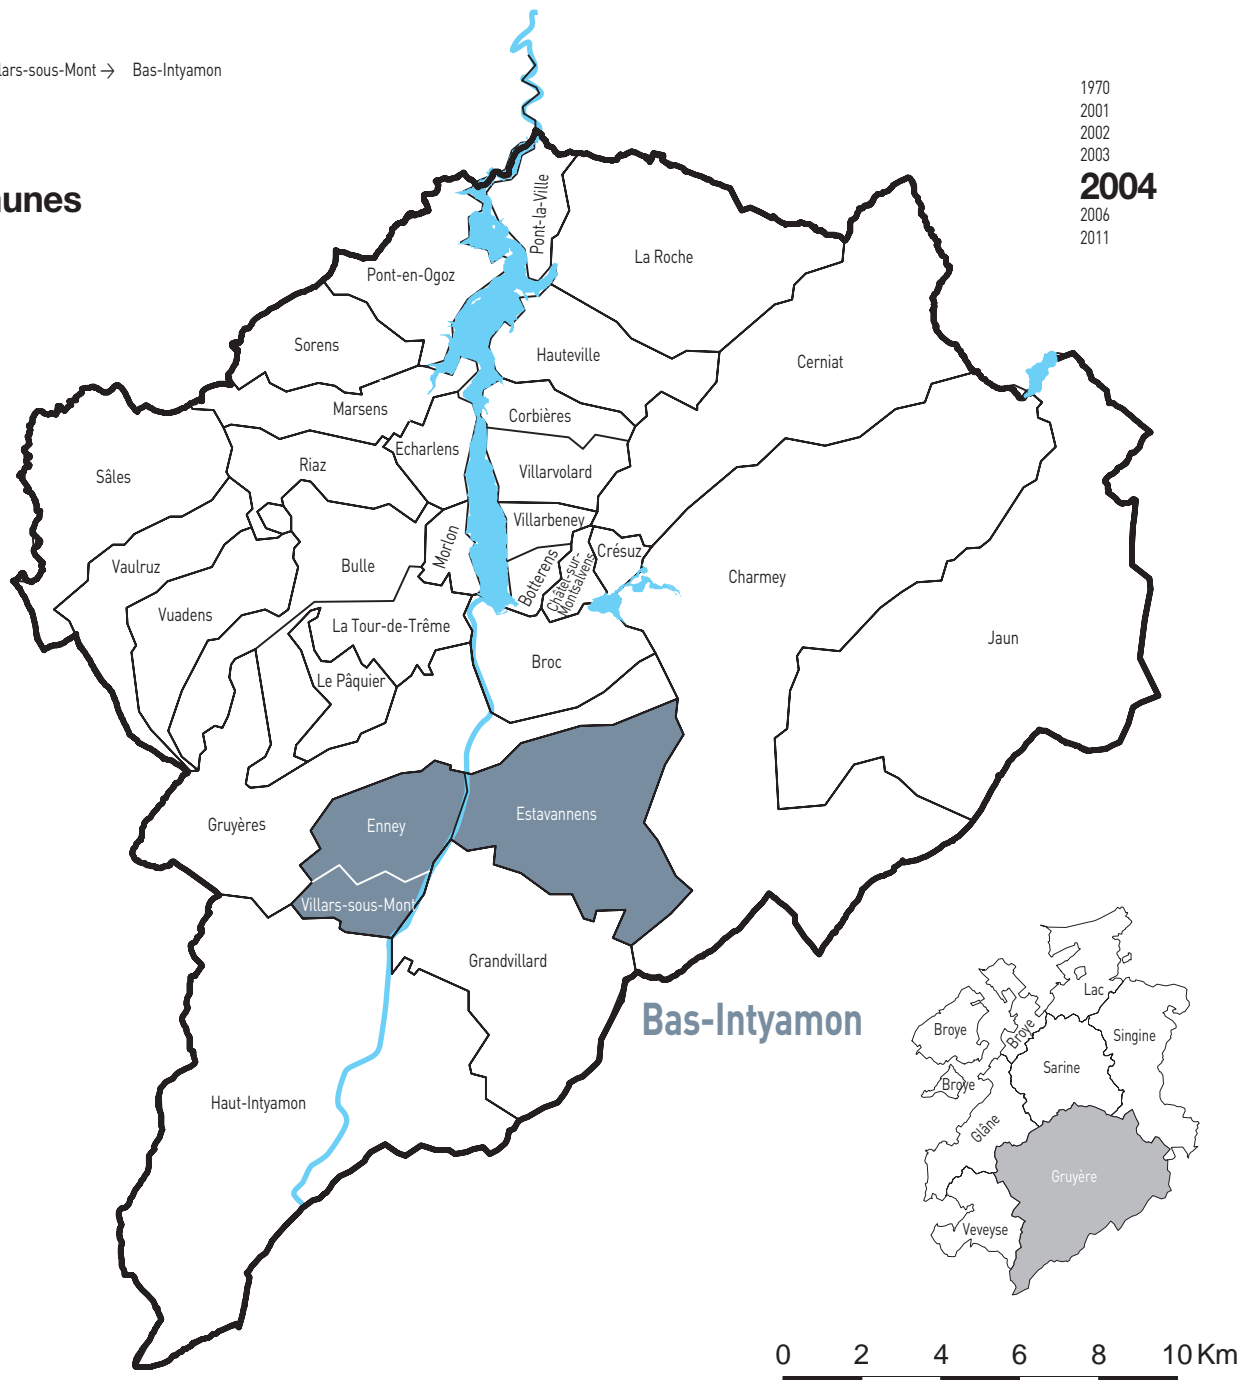 lars-sous-Mont → Bas-Intyamon
1970
2001
2002
2003
2004
2006
2011
unes
Pont-la-Ville
La Roche
Pont-en-Ogoz
Sorens
Hauteville
Cerniat
Marsens
Corbières
Echarlens
Riaz
Sâles
Villarvolard
Villarbeney
Morlon
Crésuz
Vaulruz
Bulle
Botterens
Châtel-sur-
Montsalvens
Charmey
Vuadens
La Tour-de-Trême
Jaun
Broc
Le Pâquier
Gruyères
Enney
Estavannens
Villars-sous-Mont
Grandvillard
Bas-Intyamon
Haut-Intyamon
Lac
Broye
Broye
Singine
Sarine
Broye
Glâne
Gruyère
Veveyse
0 2 4 6 8 10 Km